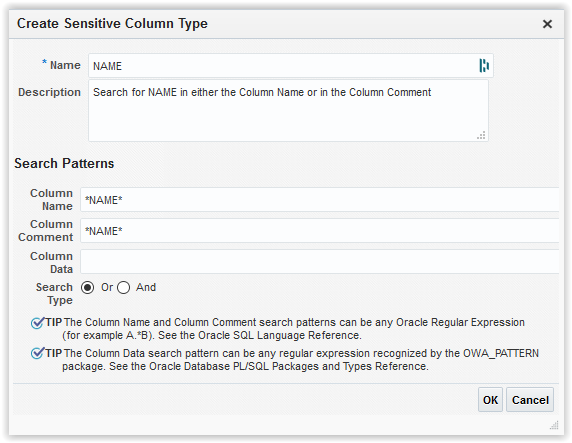 Create Sensitive Column Type
* Name NAME
Description Search for NAME in either the Column Name or in the Column Comment
Search Patterns
Column Name *NAME*
Column Comment *NAME*
Column Data
Search Type Or And
TIP The Column Name and Column Comment search patterns can be any Oracle Regular Expression
(for example A.*B). See the Oracle SQL Language Reference.
TIP The Column Data search pattern can be any regular expression recognized by the OWA_PATTERN
package. See the Oracle Database PL/SQL Packages and Types Reference.
OK Cancel